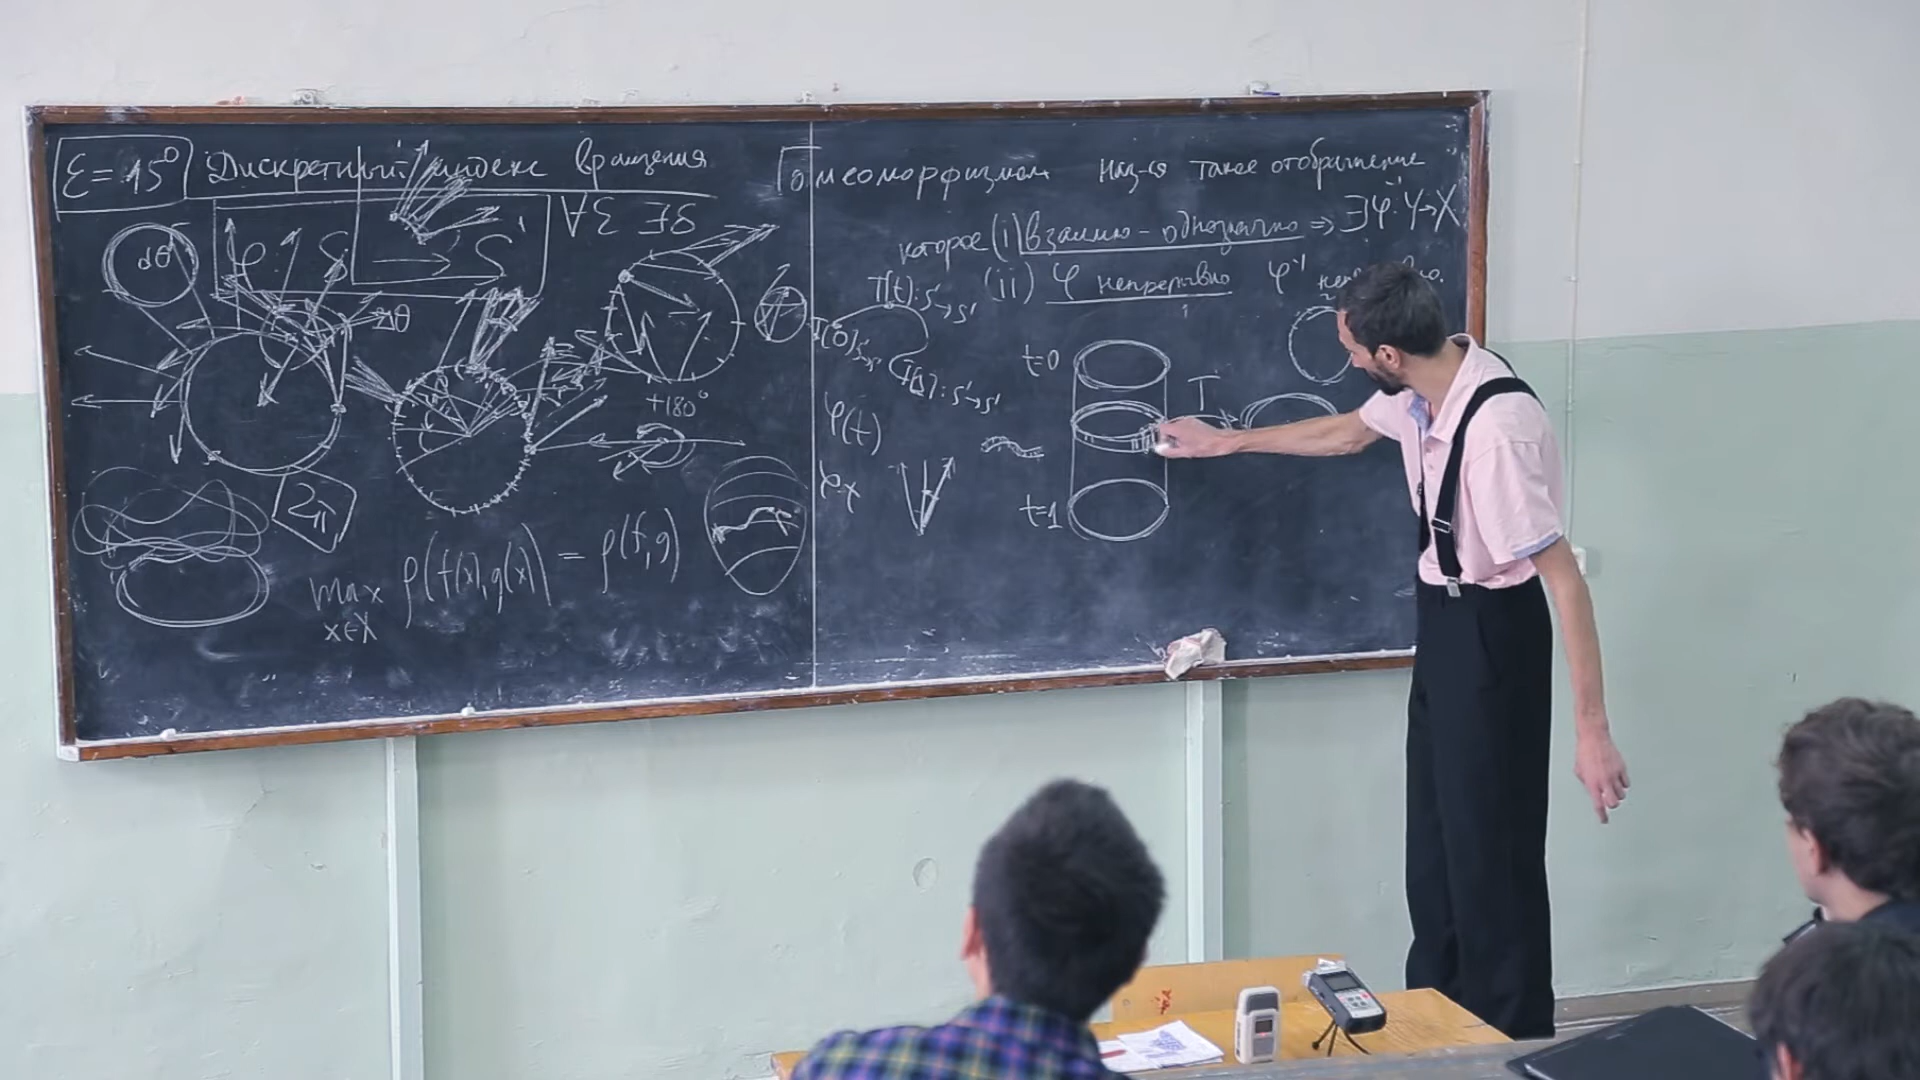 ε = 15° Дискретный индекс вращения
φ S → S¹
∀ ε ∃ δ
dθ
Δθ
+180°
2π
max ρ(f(x), g(x)) = ρ(f, g)
x∈X
Гомеоморфизмом наз-ся такое отображение
которое (i) взаимно-однозначно ⇒ ∃ φ⁻¹: Y→X
(ii) φ непрерывно φ⁻¹
T(t): S¹→S¹
T(0) S¹→S¹
T(1): S¹→S¹
φ(t)
t=0
T
t=1